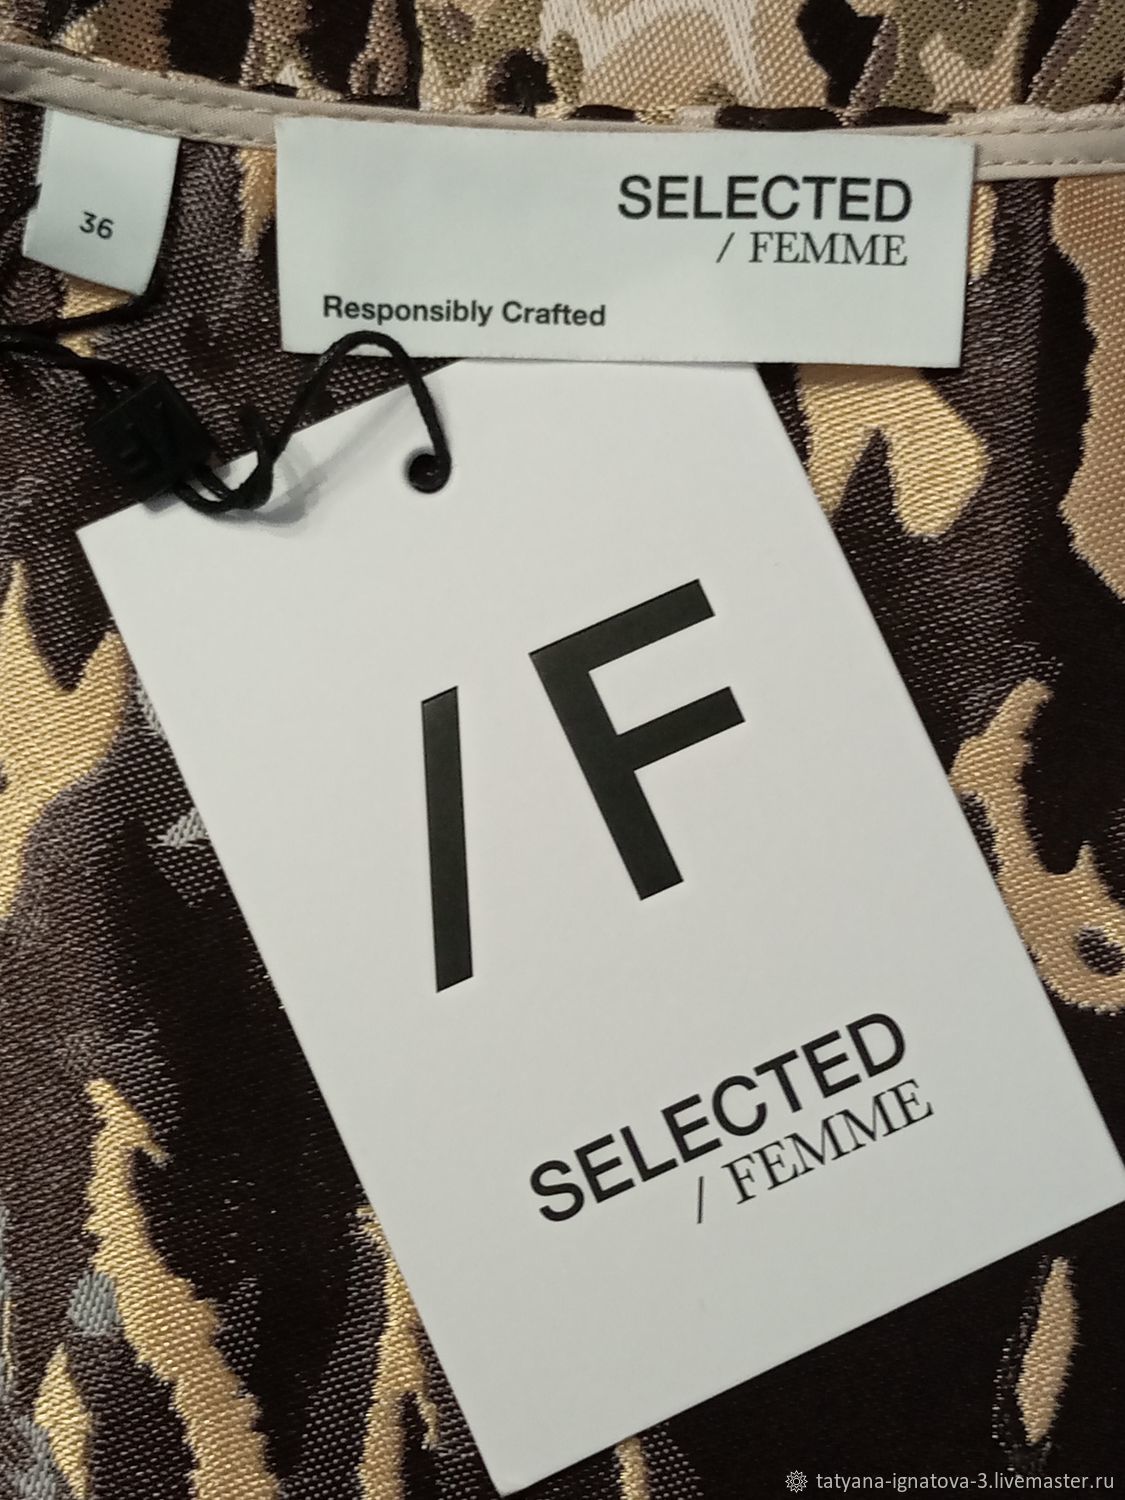 36
SELECTED
/ FEMME
Responsibly Crafted
/F
SELECTED
/ FEMME
tatyana-ignatova-3.livemaster.ru